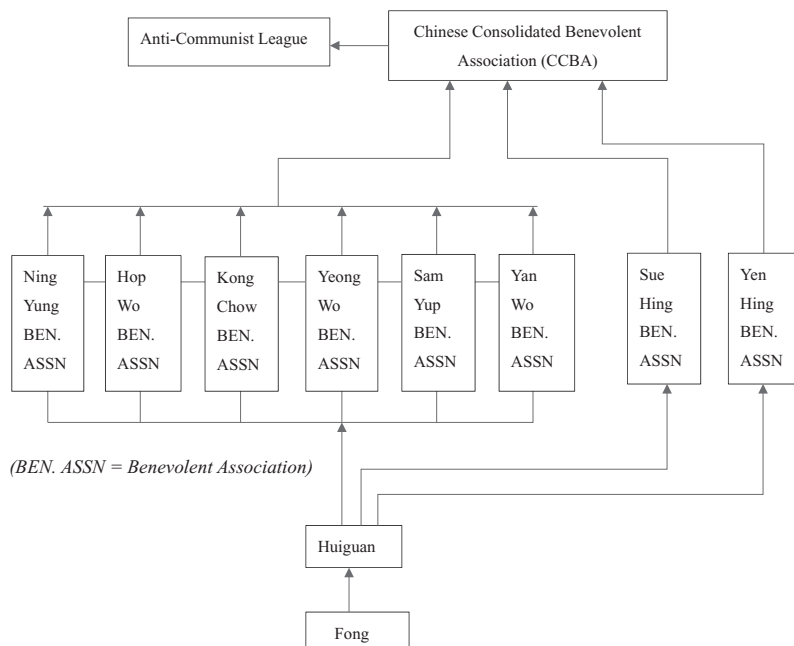 Anti-Communist League
Chinese Consolidated Benevolent
Association (CCBA)
Ning
Yung
BEN.
ASSN
Hop
Wo
BEN.
ASSN
Kong
Chow
BEN.
ASSN
Yeong
Wo
BEN.
ASSN
Sam
Yup
BEN.
ASSN
Yan
Wo
BEN.
ASSN
Sue
Hing
BEN.
ASSN
Yen
Hing
BEN.
ASSN
(BEN. ASSN = Benevolent Association)
Huiguan
Fong